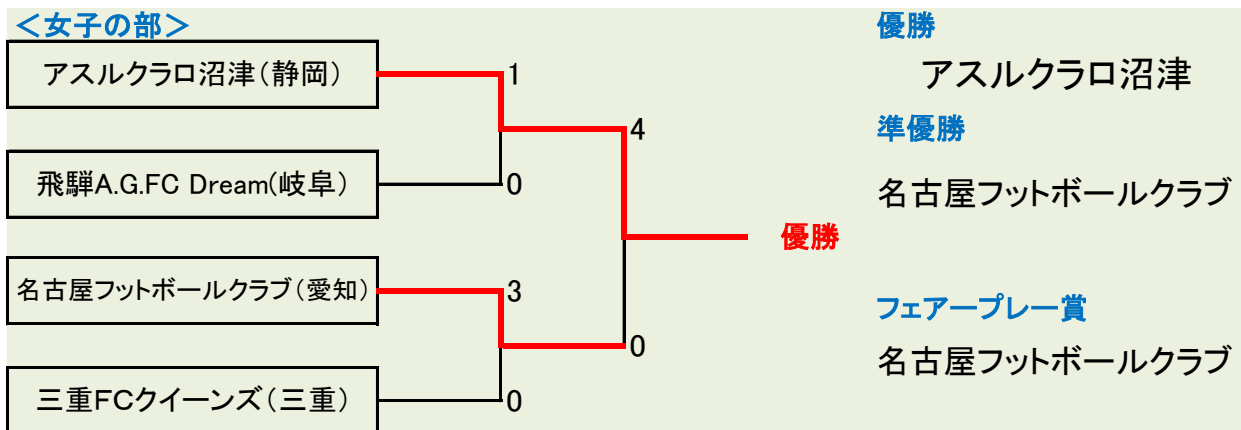 ＜女子の部＞
アスルクラロ沼津（静岡）
1
4
飛騨A.G.FC Dream(岐阜）
0
優勝
名古屋フットボールクラブ（愛知）
3
0
三重FCクイーンズ（三重）
0
優勝
アスルクラロ沼津
準優勝
名古屋フットボールクラブ
フェアープレー賞
名古屋フットボールクラブ